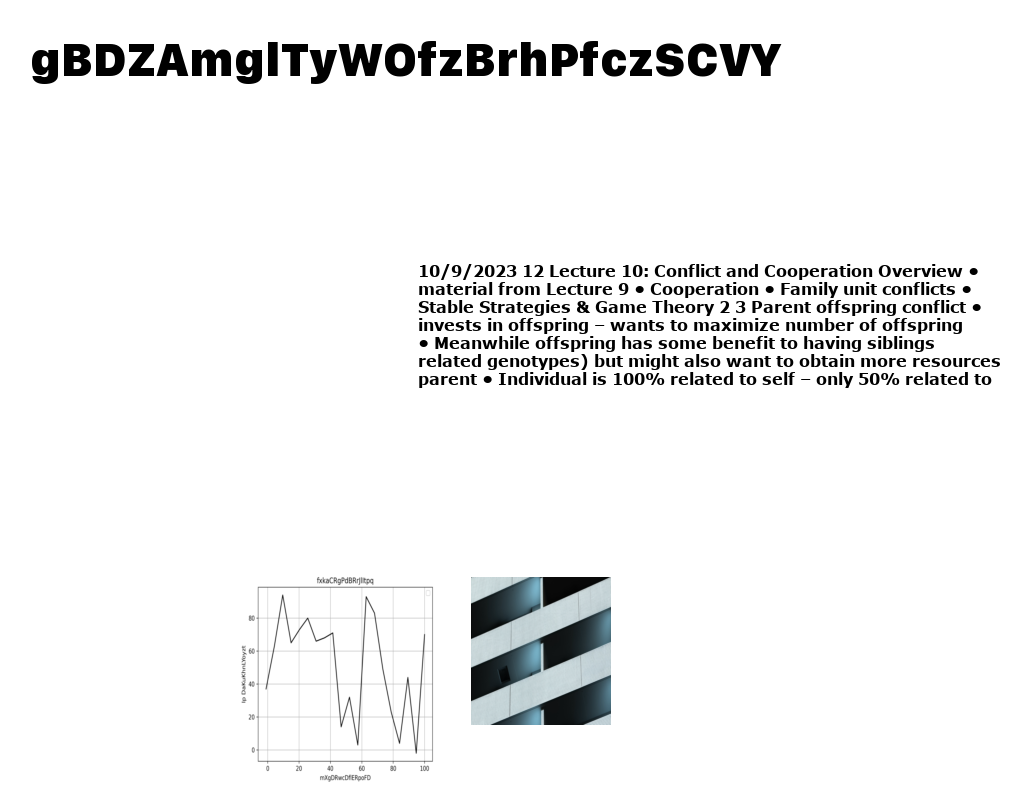 gBDZAmglTyWOfzBrhPfczSCVY
10/9/2023 12 Lecture 10: Conflict and Cooperation Overview •
material from Lecture 9 • Cooperation • Family unit conflicts •
Stable Strategies & Game Theory 2 3 Parent offspring conflict •
invests in offspring – wants to maximize number of offspring
• Meanwhile offspring has some benefit to having siblings
related genotypes) but might also want to obtain more resources
parent • Individual is 100% related to self – only 50% related to
80
60
40
20
0
0 20 40 60 80 100
mXgDRwcDfIERpoFD